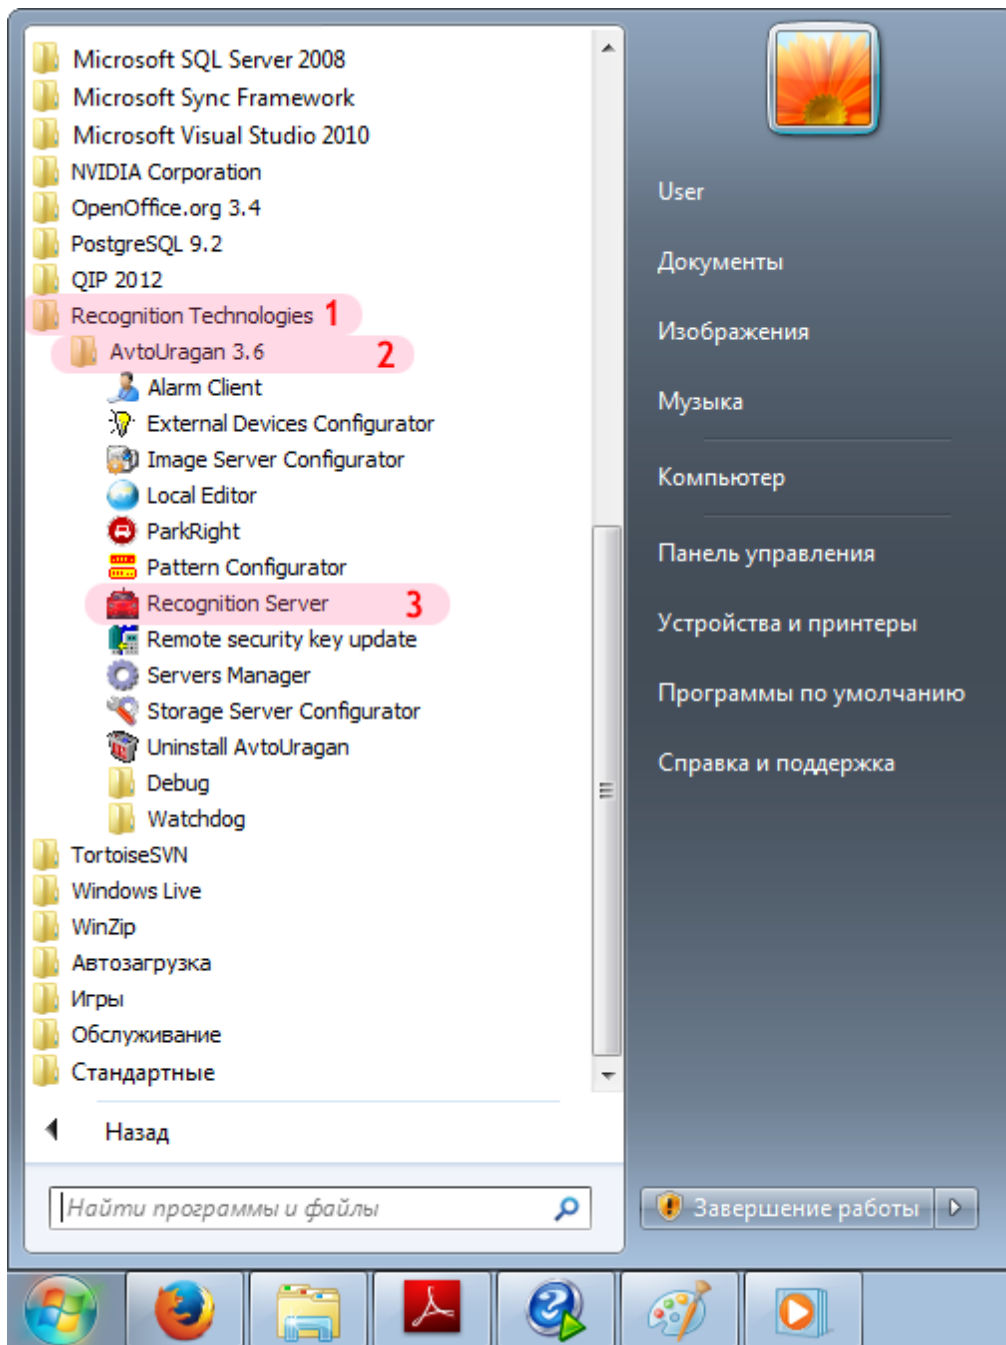 Microsoft SQL Server 2008
Microsoft Sync Framework
Microsoft Visual Studio 2010
NVIDIA Corporation
OpenOffice.org 3.4
PostgreSQL 9.2
QIP 2012
Recognition Technologies 1
AvtoUragan 3.6 2
Alarm Client
External Devices Configurator
Image Server Configurator
Local Editor
ParkRight
Pattern Configurator
Recognition Server 3
Remote security key update
Servers Manager
Storage Server Configurator
Uninstall AvtoUragan
Debug
Watchdog
TortoiseSVN
Windows Live
WinZip
Автозагрузка
Игры
Обслуживание
Стандартные
Назад
Найти программы и файлы
User
Документы
Изображения
Музыка
Компьютер
Панель управления
Устройства и принтеры
Программы по умолчанию
Справка и поддержка
Завершение работы